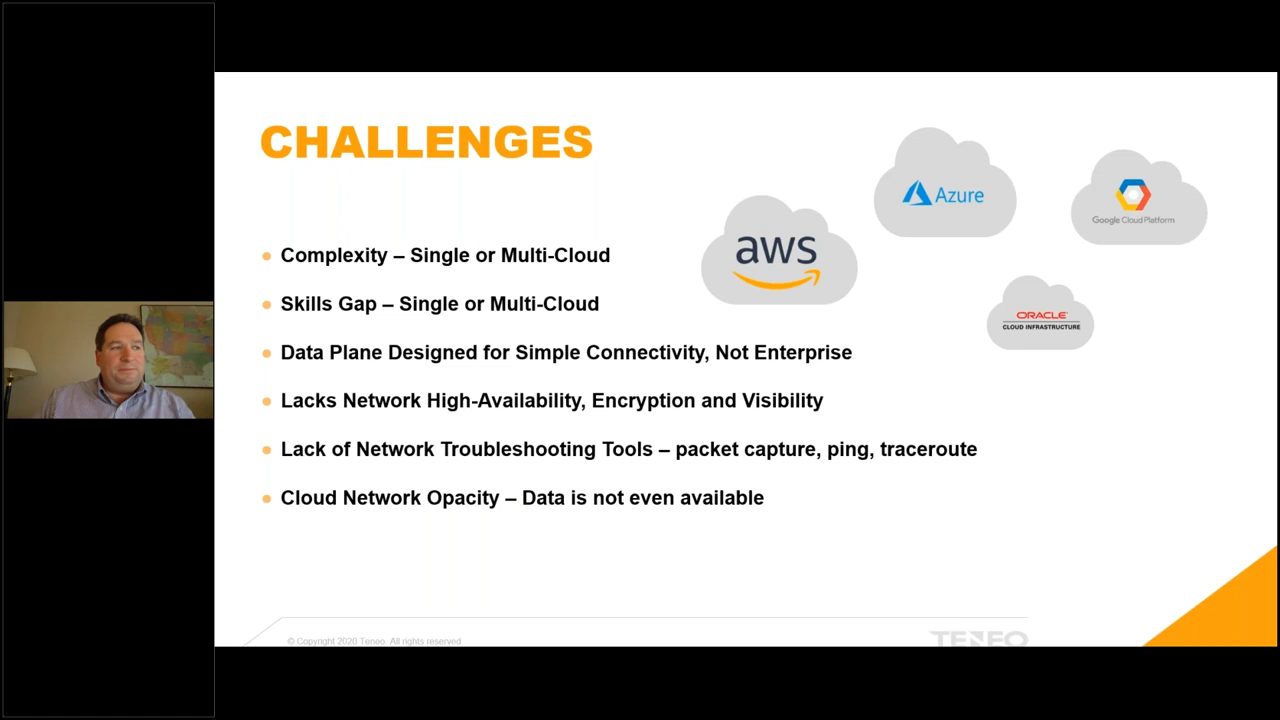 CHALLENGES
Azure
Google Cloud Platform
aws
Complexity – Single or Multi-Cloud
Skills Gap – Single or Multi-Cloud
ORACLE
CLOUD INFRASTRUCTURE
Data Plane Designed for Simple Connectivity, Not Enterprise
Lacks Network High-Availability, Encryption and Visibility
Lack of Network Troubleshooting Tools – packet capture, ping, traceroute
Cloud Network Opacity – Data is not even available
© Copyright 2020 Teneo. All rights reserved
TENEO